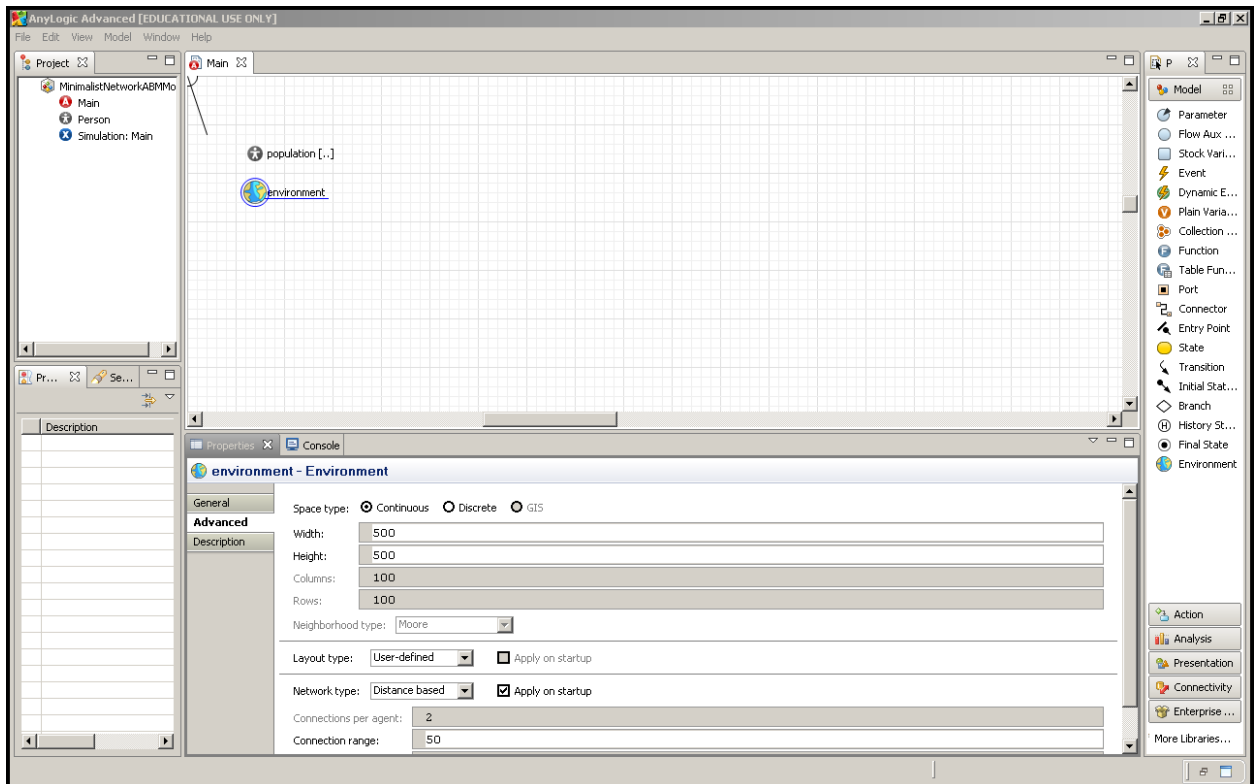 AnyLogic Advanced [EDUCATIONAL USE ONLY]
File Edit View Model Window Help
Project
MinimalistNetworkABMMo
Main
Person
Simulation: Main
Pr... Se...
Description
Main
population [..]
environment
Properties Console
environment - Environment
General
Advanced
Description
Space type: Continuous Discrete GIS
Width: 500
Height: 500
Columns: 100
Rows: 100
Neighborhood type: Moore
Layout type: User-defined Apply on startup
Network type: Distance based Apply on startup
Connections per agent: 2
Connection range: 50
P
Model
Parameter
Flow Aux ...
Stock Vari...
Event
Dynamic E...
Plain Varia...
Collection ...
Function
Table Fun...
Port
Connector
Entry Point
State
Transition
Initial Stat...
Branch
History St...
Final State
Environment
Action
Analysis
Presentation
Connectivity
Enterprise ...
More Libraries...